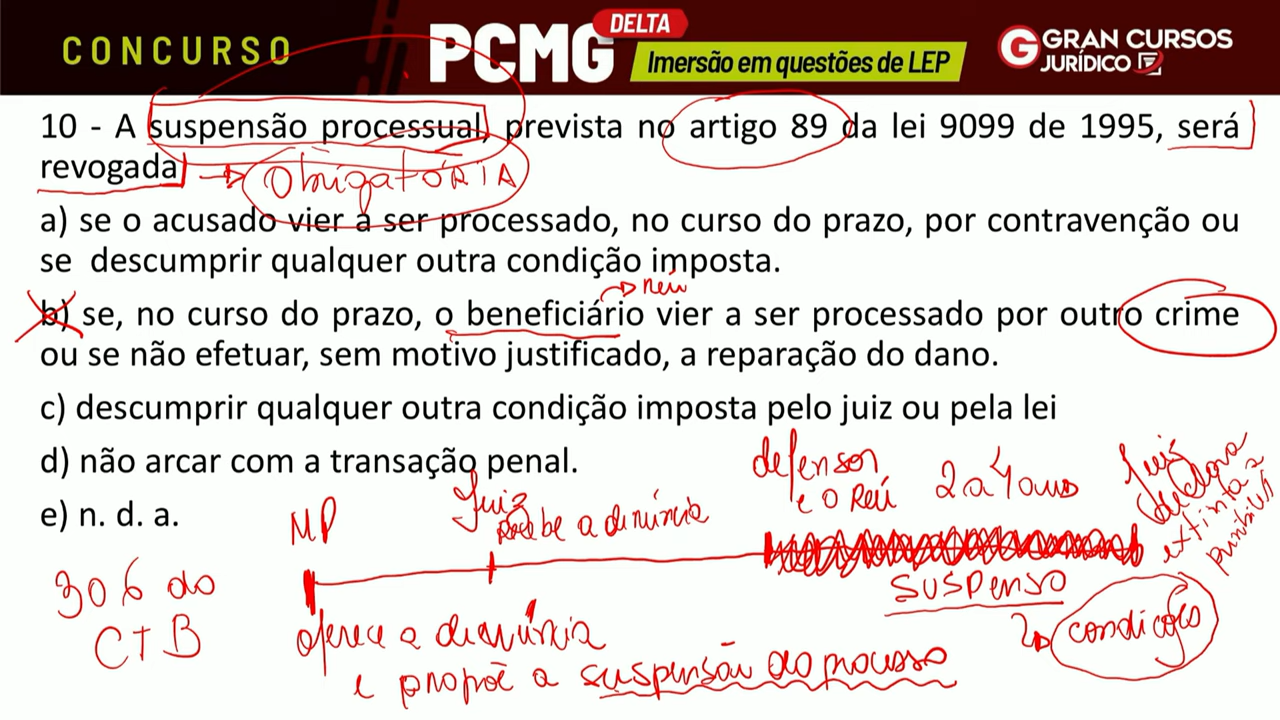 CONCURSO
PCMG
DELTA
Imersão em questões de LEP
GRAN CURSOS
JURÍDICO
10 - A suspensão processual, prevista no artigo 89 da lei 9099 de 1995, será
revogada
ObrigatÓRIA
a) se o acusado vier a ser processado, no curso do prazo, por contravenção ou
se descumprir qualquer outra condição imposta.
réu
b) se, no curso do prazo, o beneficiário vier a ser processado por outro crime
ou se não efetuar, sem motivo justificado, a reparação do dano.
c) descumprir qualquer outra condição imposta pelo juiz ou pela lei
d) não arcar com a transação penal.
e) n. d. a.
MP
Juiz
recebe a denúncia
defensor
e o Réu
2 a 4 anos
Juiz
declara
extinta a
306 do
CTB
oferece a denúncia
e propõe a suspensão do processo
SUSPENSO
condições